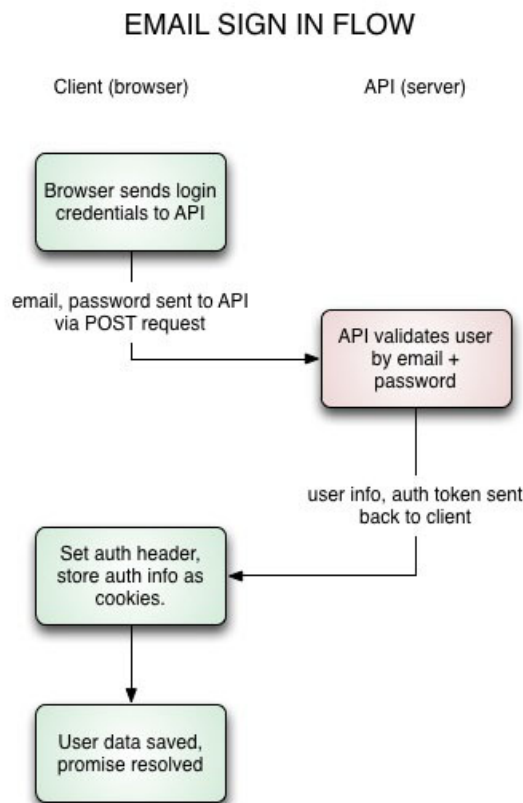 EMAIL SIGN IN FLOW
Client (browser)
API (server)
Browser sends login
credentials to API
email, password sent to API
via POST request
API validates user
by email +
password
user info, auth token sent
back to client
Set auth header,
store auth info as
cookies.
User data saved,
promise resolved